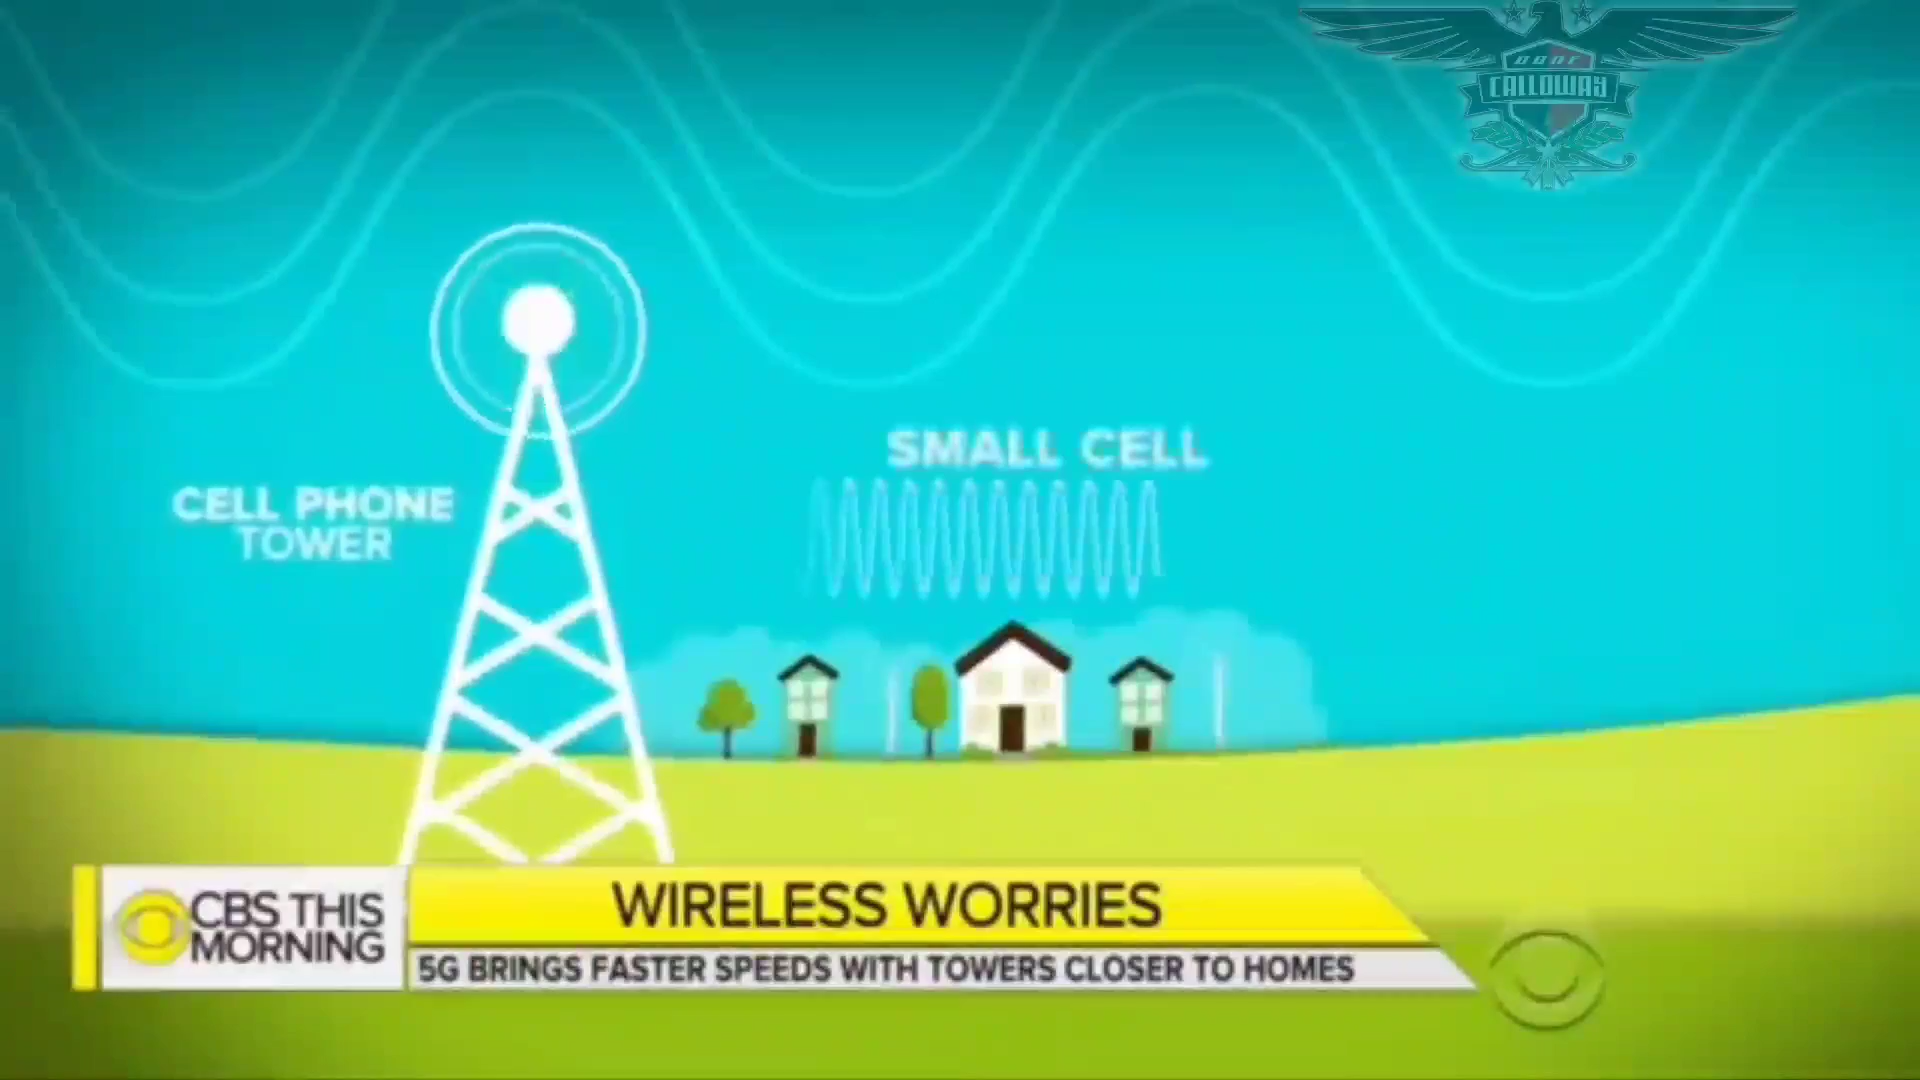 CALLOWAY
SMALL CELL
CELL PHONE
TOWER
CBS THIS
MORNING
WIRELESS WORRIES
5G BRINGS FASTER SPEEDS WITH TOWERS CLOSER TO HOMES